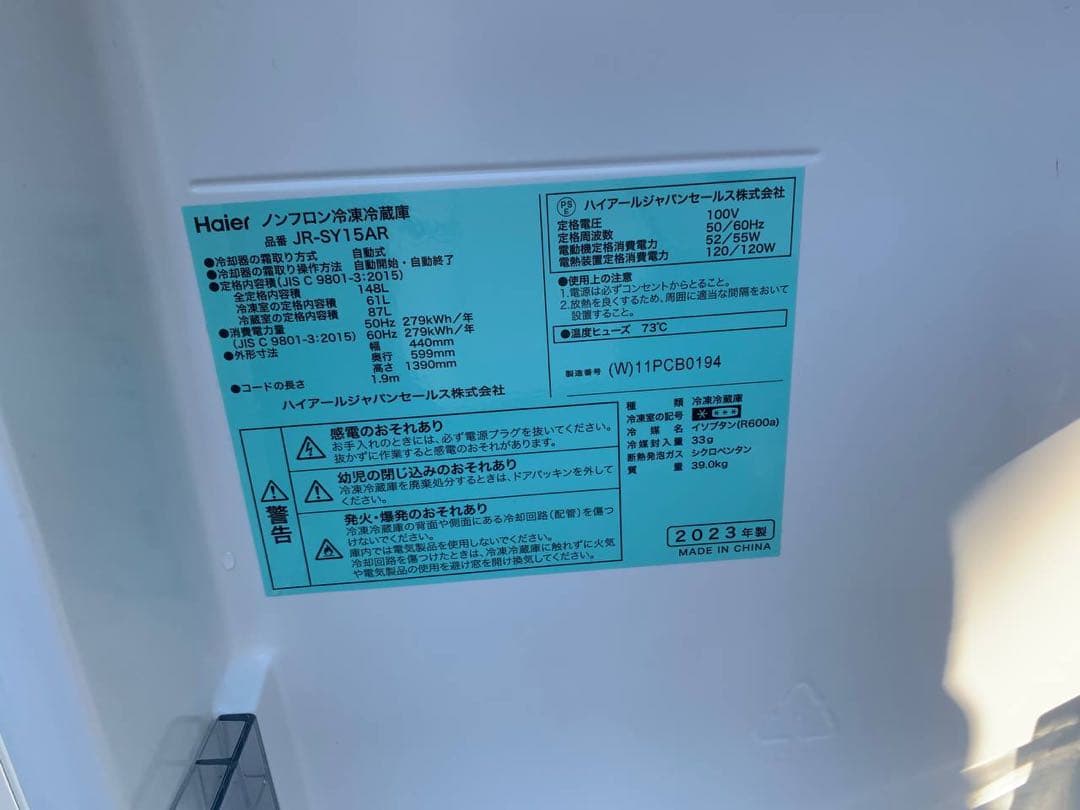 Haier ノンフロン冷凍冷蔵庫
品番 JR-SY15AR
●冷却器の霜取り方式 自動式
●冷却器の霜取り操作方法 自動開始・自動終了
●定格内容積(JIS C 9801-3:2015)
全定格内容積 148L
冷凍室の定格内容積 61L
冷蔵室の定格内容積 87L
●消費電力量 50Hz 279kWh/年
(JIS C 9801-3:2015) 60Hz 279kWh/年
●外形寸法 幅 440mm
奥行 599mm
高さ 1390mm
●コードの長さ 1.9m
ハイアールジャパンセールス株式会社
PS
E
ハイアールジャパンセールス株式会社
定格電圧 100V
定格周波数 50/60Hz
電動機定格消費電力 52/55W
電熱装置定格消費電力 120/120W
●使用上の注意
1.電源は必ずコンセントからとること。
2.放熱を良くするため、周囲に適当な間隔をおいて
設置すること。
●温度ヒューズ 73℃
製造番号 (W)11PCB0194
種類 冷凍冷蔵庫
冷凍室の記号
冷媒名 イソブタン(R600a)
冷媒封入量 33g
断熱発泡ガス シクロペンタン
質量 39.0kg
2023年製
MADE IN CHINA
警告
感電のおそれあり
お手入れのときには、必ず電源プラグを抜いてください。
抜かずに作業すると感電のおそれがあります。
幼児の閉じ込めのおそれあり
冷凍冷蔵庫を廃棄処分するときは、ドアパッキンを外して
ください。
発火・爆発のおそれあり
冷凍冷蔵庫の背面や側面にある冷却回路(配管)を傷つ
けないでください。
庫内では電気製品を使用しないでください。
冷却回路を傷つけたときは、冷凍冷蔵庫に触れずに火気
や電気製品の使用を避け窓を開け換気してください。